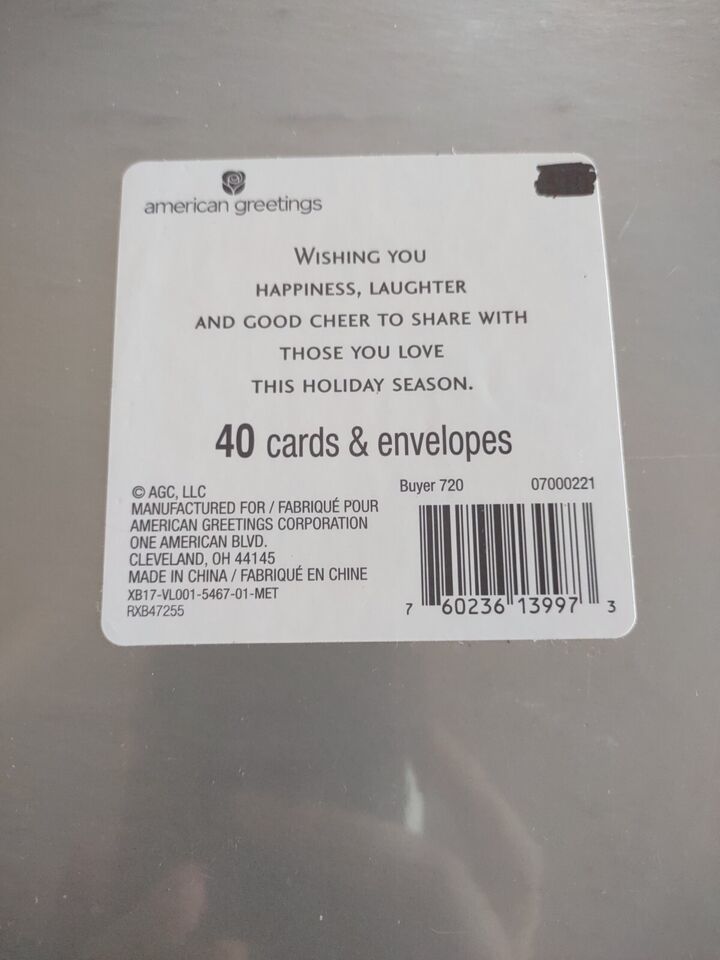 american greetings
WISHING YOU
HAPPINESS, LAUGHTER
AND GOOD CHEER TO SHARE WITH
THOSE YOU LOVE
THIS HOLIDAY SEASON.
40 cards & envelopes
© AGC, LLC
MANUFACTURED FOR / FABRIQUÉ POUR
AMERICAN GREETINGS CORPORATION
ONE AMERICAN BLVD.
CLEVELAND, OH 44145
MADE IN CHINA / FABRIQUÉ EN CHINE
XB17-VL001-5467-01-MET
RXB47255
Buyer 720 07000221
7 60236 13997 3